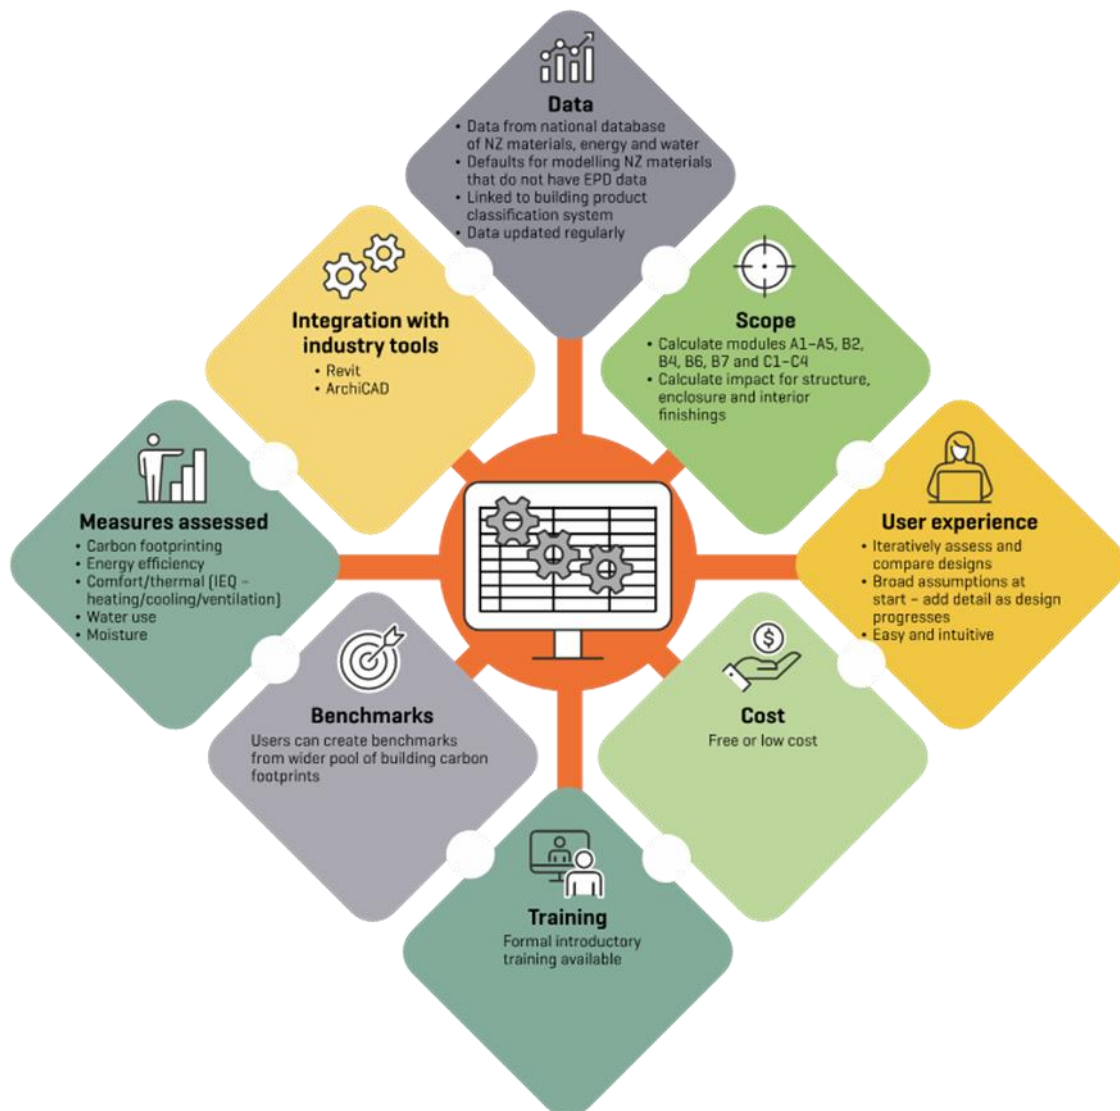 Data
• Data from national database
of NZ materials, energy and water
• Defaults for modelling NZ materials
that do not have EPD data
• Linked to building product
classification system
• Data updated regularly
Integration with
industry tools
• Revit
• ArchiCAD
Scope
• Calculate modules A1–A5, B2,
B4, B6, B7 and C1–C4
• Calculate impact for structure,
enclosure and interior
finishings
Measures assessed
• Carbon footprinting
• Energy efficiency
• Comfort/thermal (IEQ –
heating/cooling/ventilation)
• Water use
• Moisture
User experience
• Iteratively assess and
compare designs
• Broad assumptions at
start – add detail as design
progresses
• Easy and intuitive
Benchmarks
Users can create benchmarks
from wider pool of building carbon
footprints
$
Cost
Free or low cost
Training
Formal introductory
training available